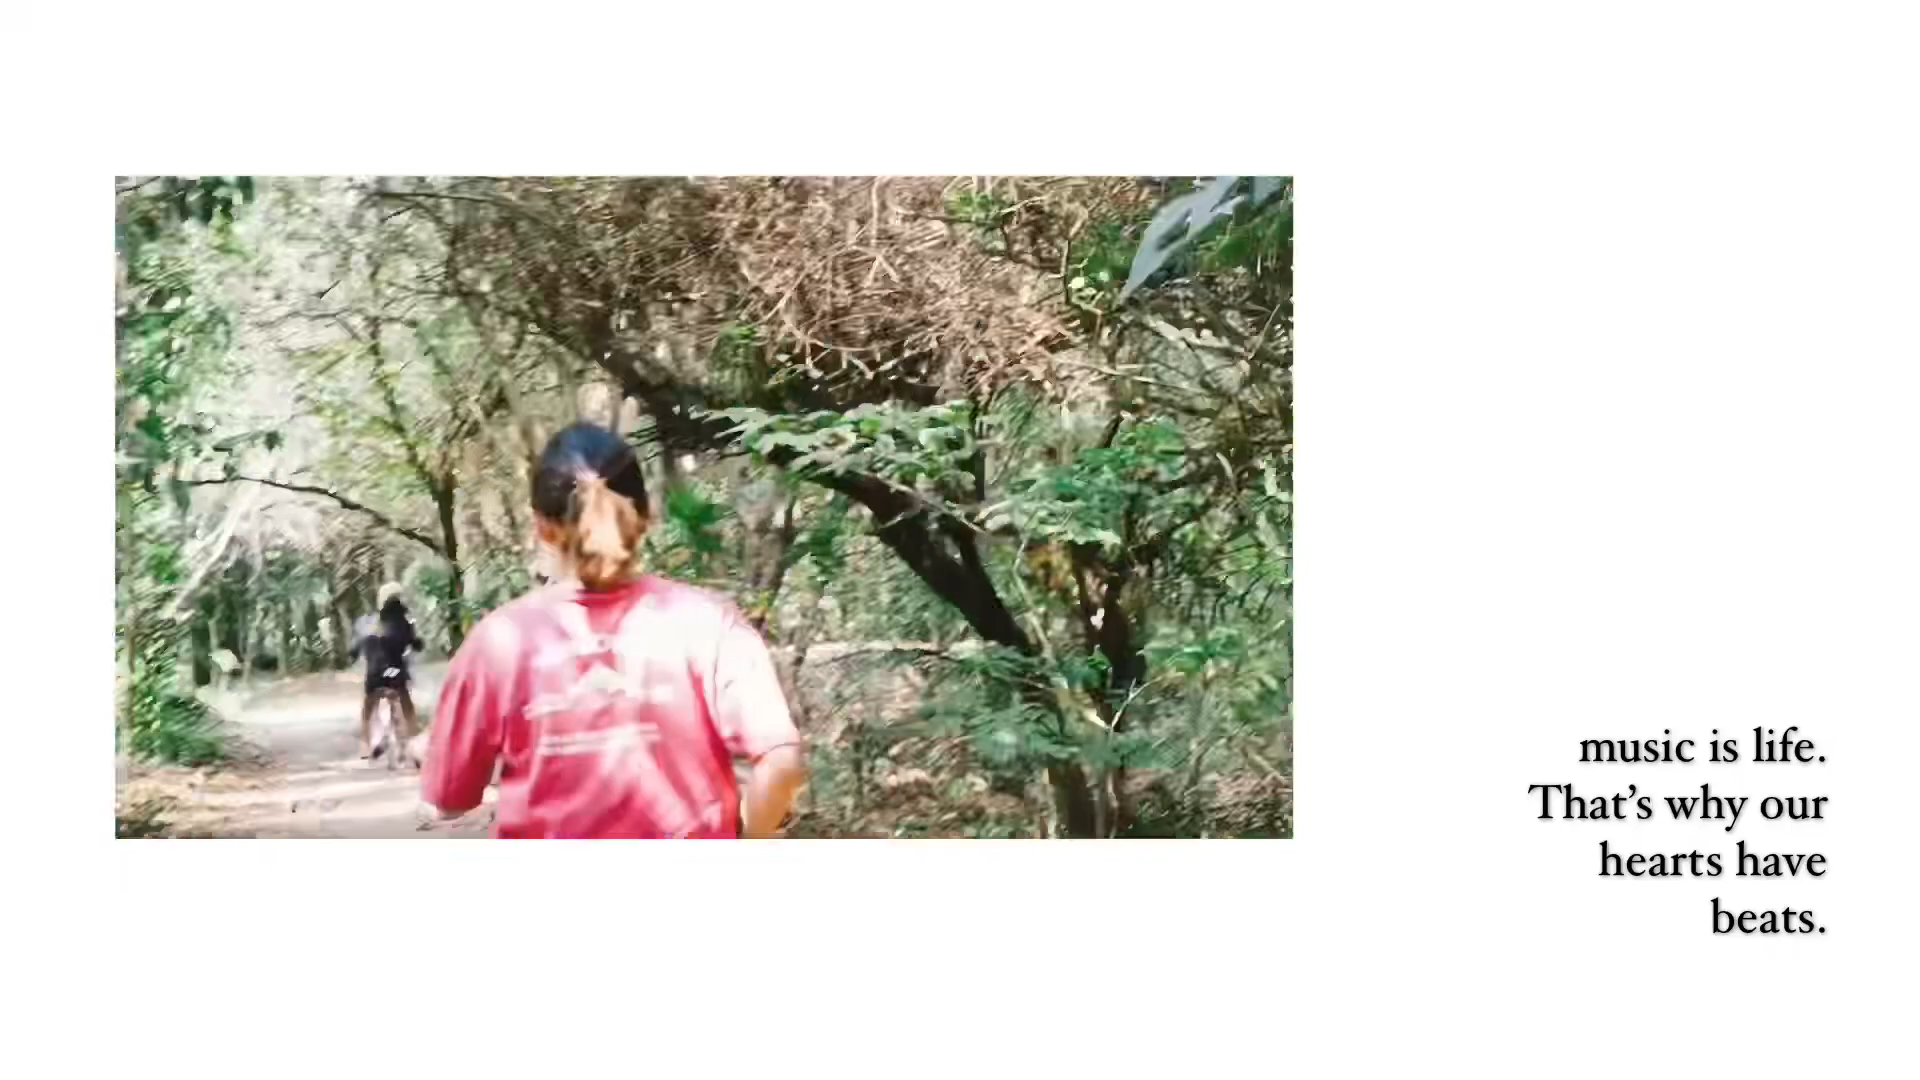 music is life.
That’s why our
hearts have
beats.